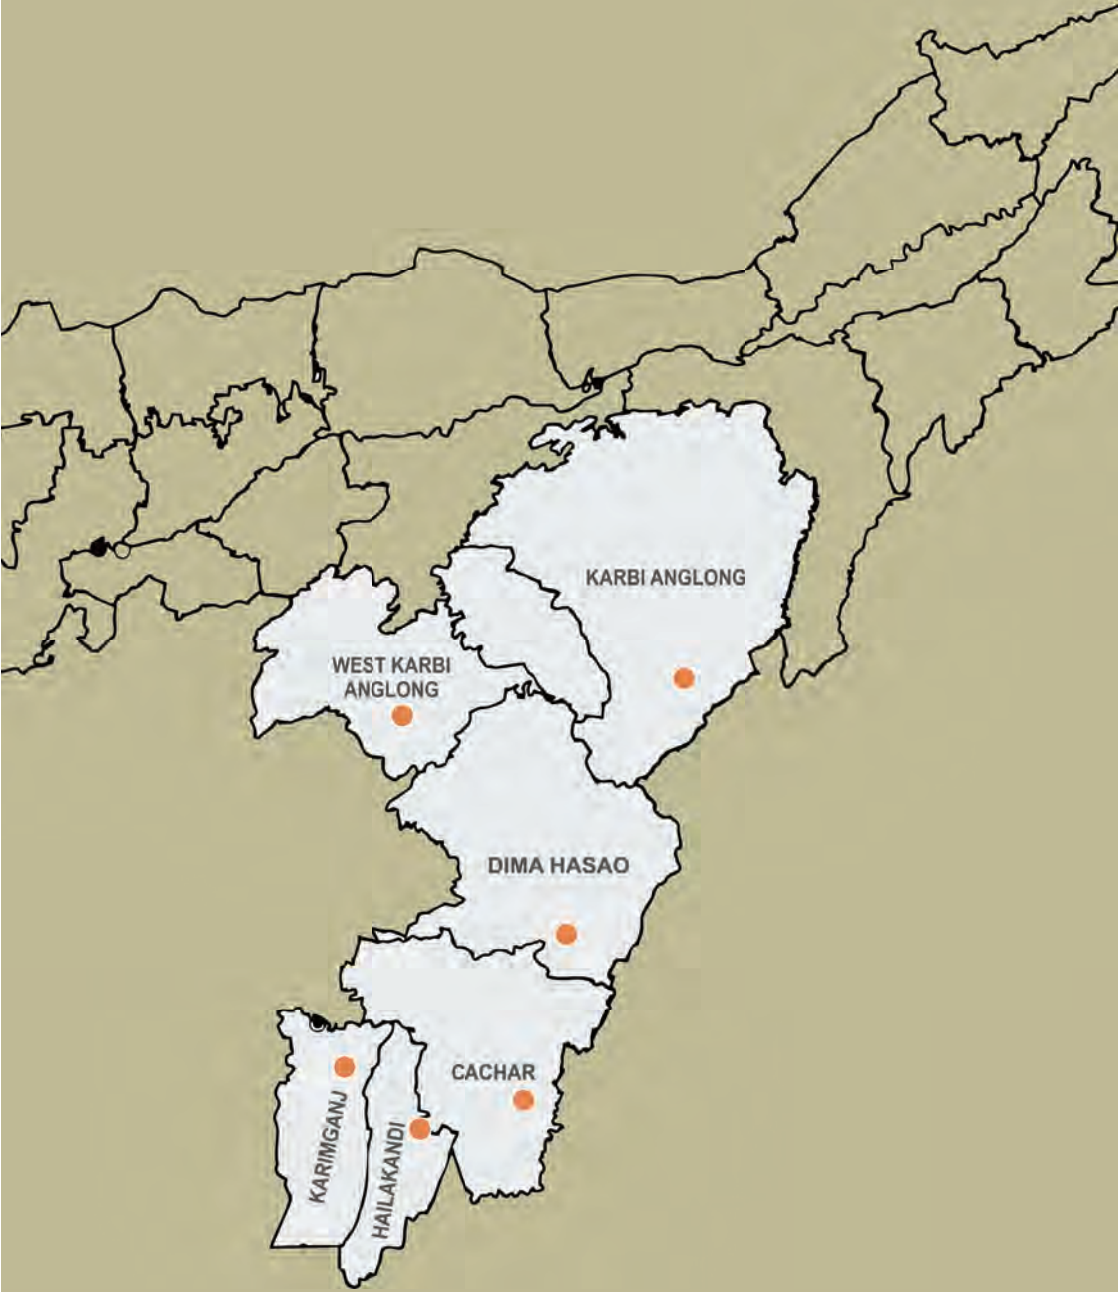 KARBI ANGLONG
WEST KARBI
ANGLONG
DIMA HASAO
CACHAR
KARIMGANJ
HAILAKANDI